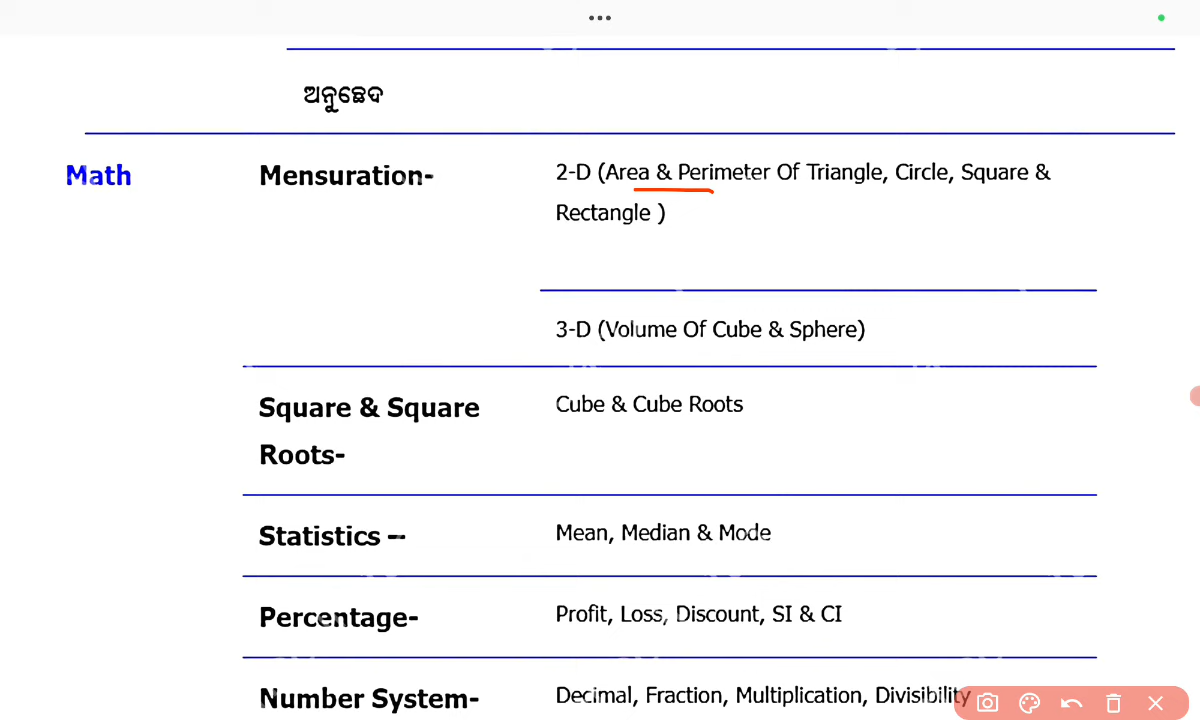 ଅନୁଚ୍ଛେଦ
Math
Mensuration-
2-D (Area & Perimeter Of Triangle, Circle, Square &
Rectangle )
3-D (Volume Of Cube & Sphere)
Square & Square
Roots-
Cube & Cube Roots
Statistics –-
Mean, Median & Mode
Percentage-
Profit, Loss, Discount, SI & CI
Number System-
Decimal, Fraction, Multiplication, Divisibility